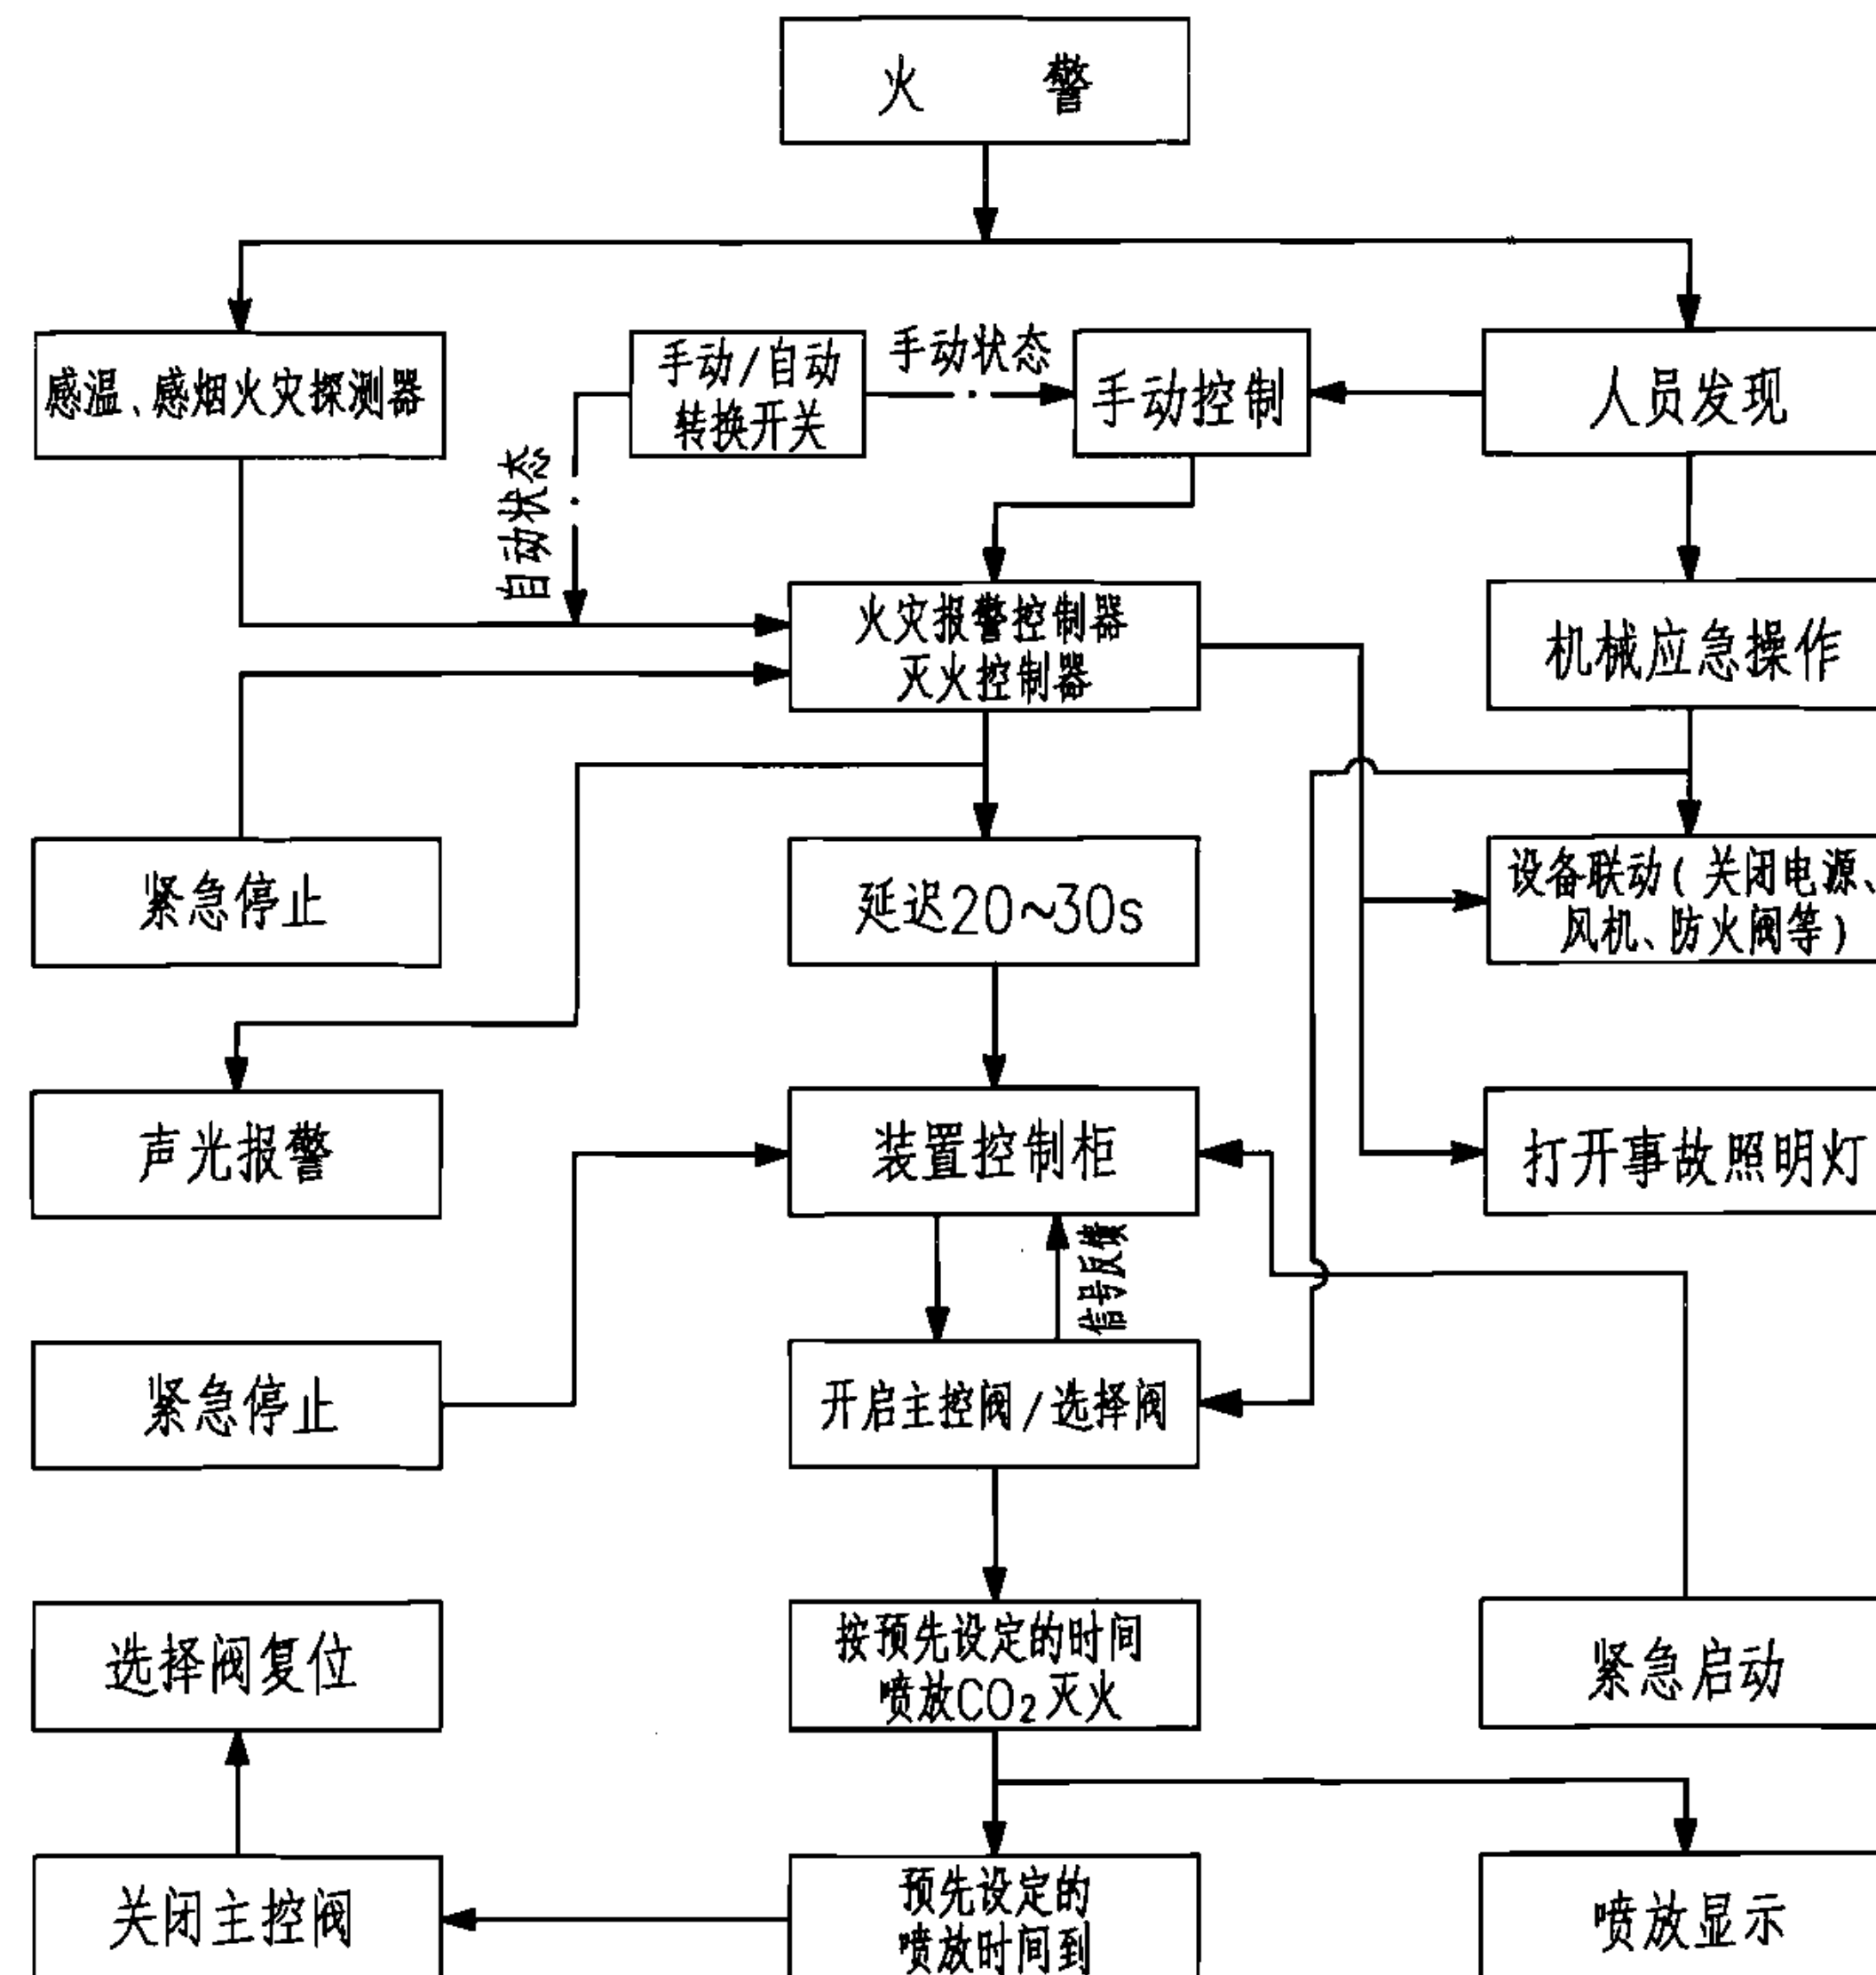 火 警
感温、感烟火灾探测器
手动/自动
转换开关
手动状态
手动控制
人员发现
自动状态
火灾报警控制器
灭火控制器
机械应急操作
紧急停止
延迟20~30s
设备联动(关闭电源、
风机、防火阀等)
声光报警
装置控制柜
打开事故照明灯
信号反馈
紧急停止
开启主控阀/选择阀
选择阀复位
按预先设定的时间
喷放CO₂灭火
紧急启动
关闭主控阀
预先设定的
喷放时间到
喷放显示